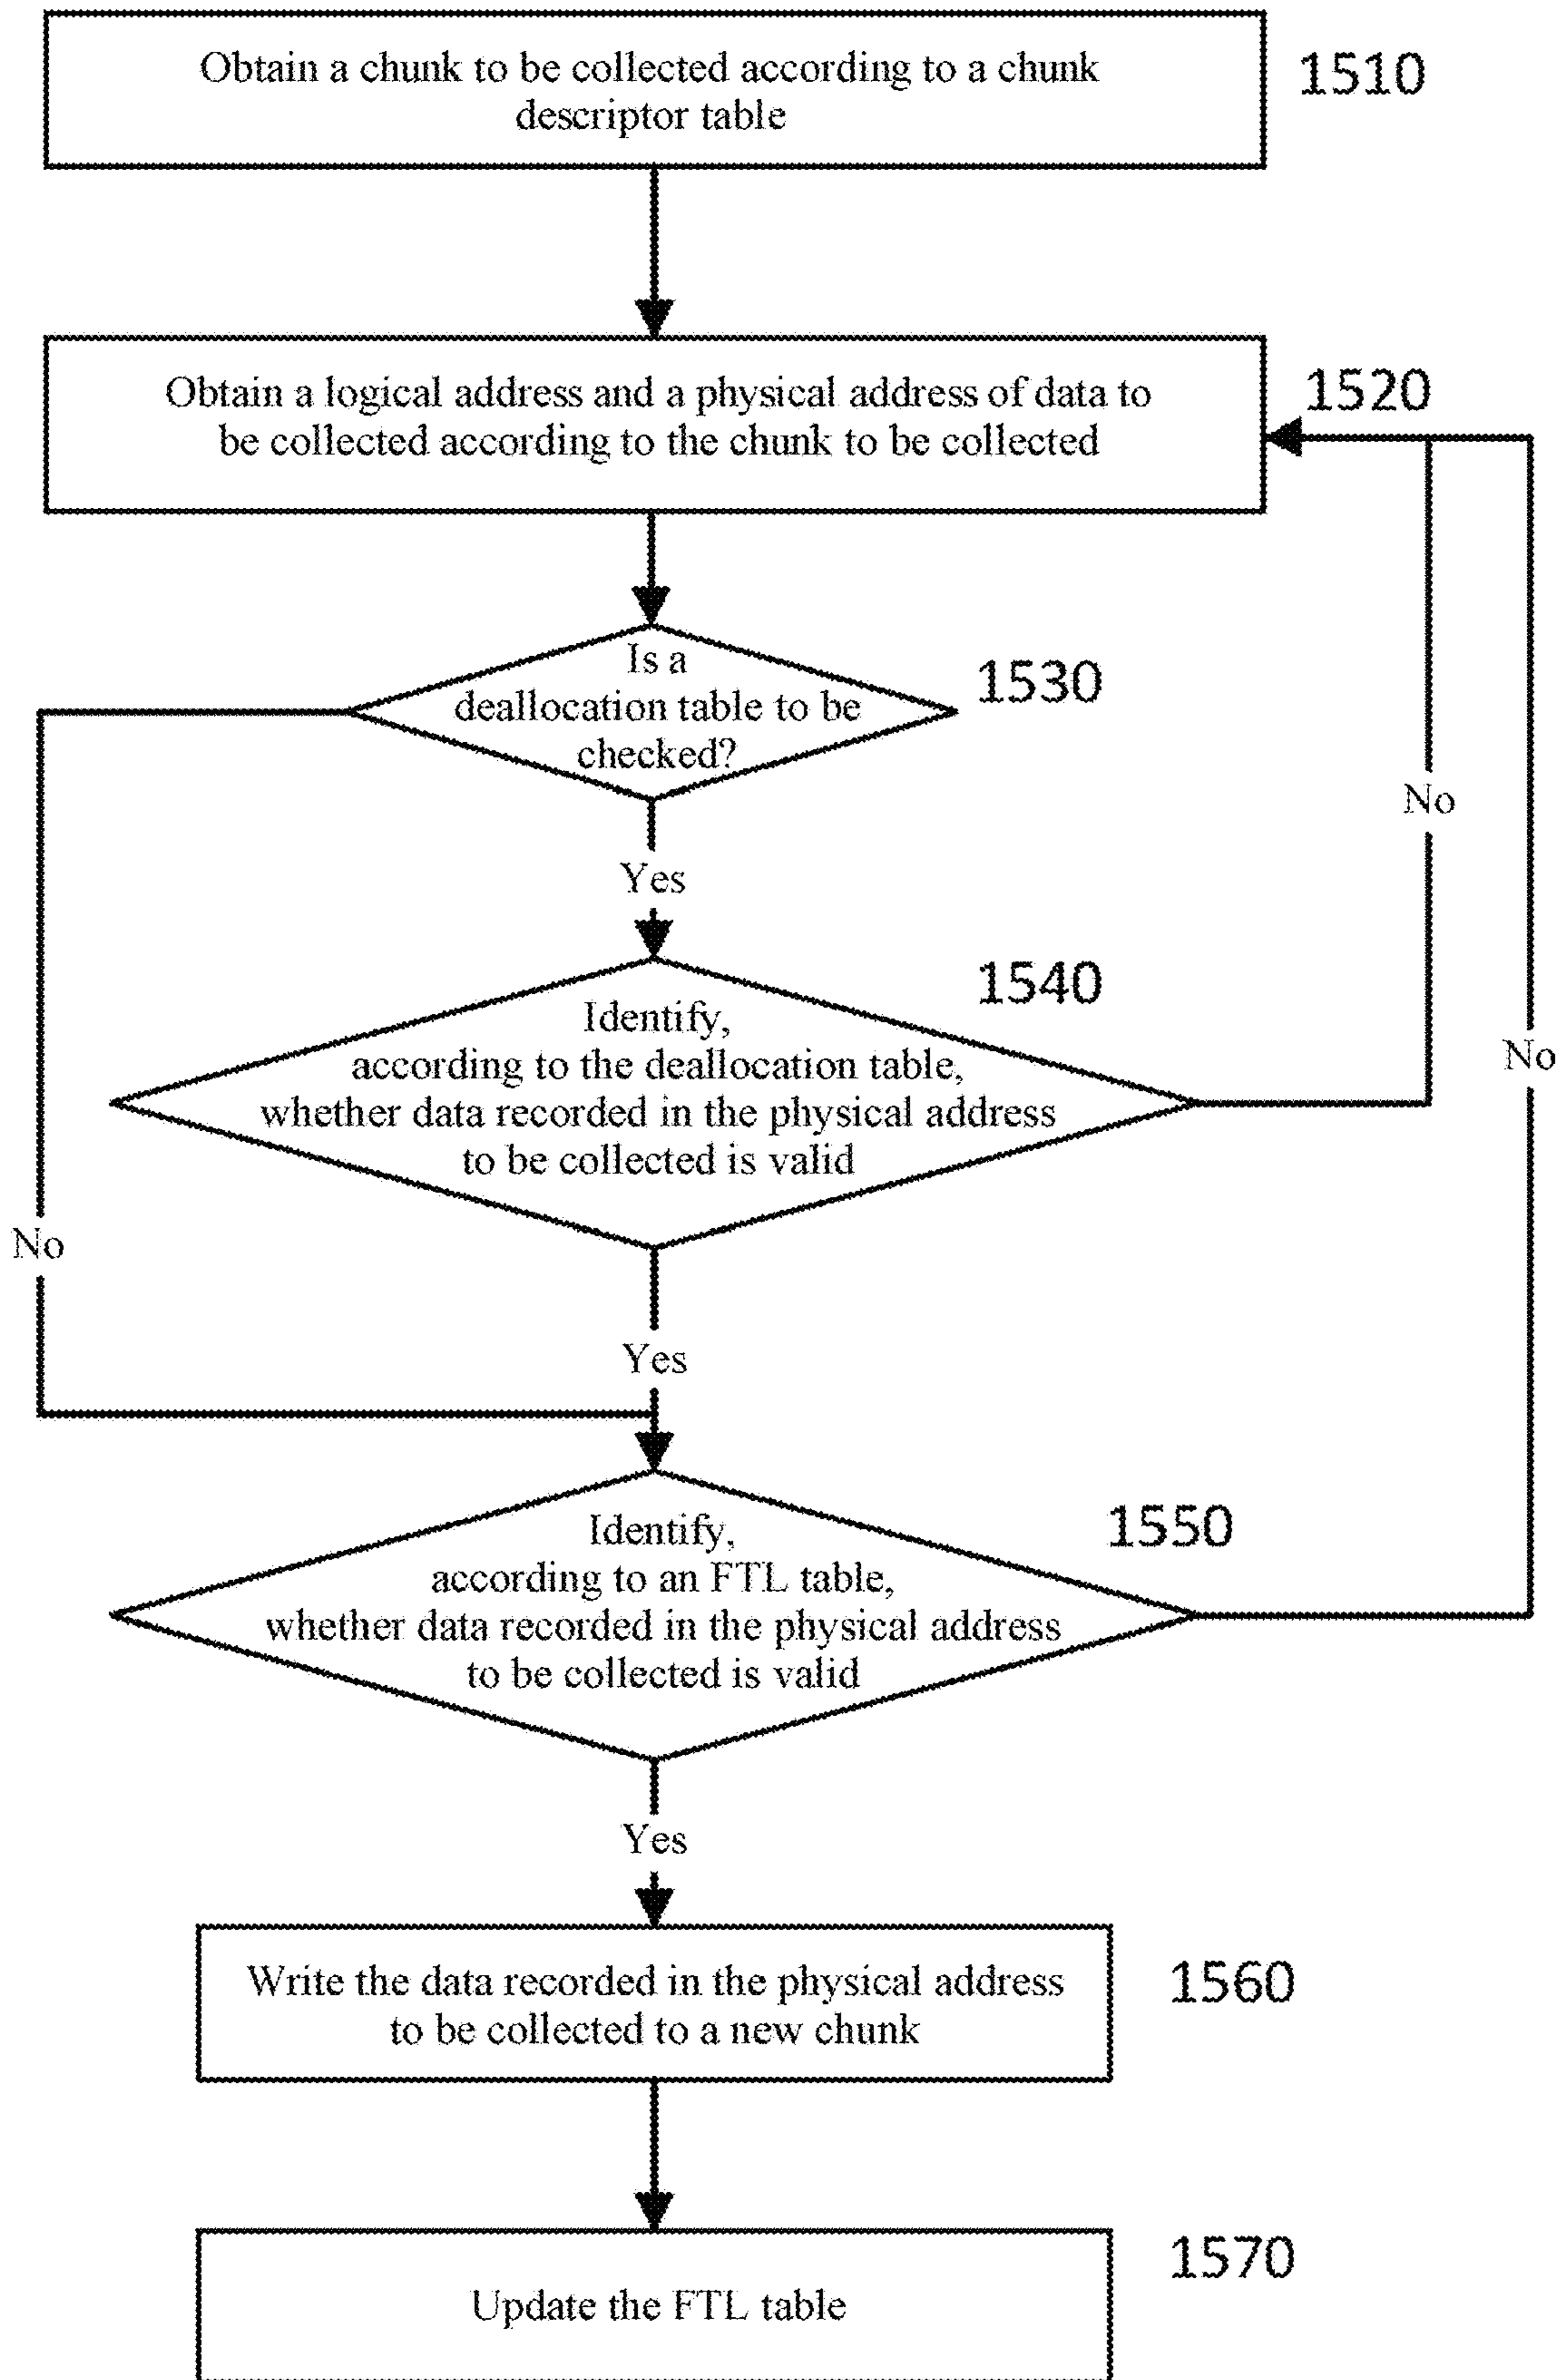 Obtain a chunk to be collected according to a chunk
descriptor table
1510
Obtain a logical address and a physical address of data to
be collected according to the chunk to be collected
1520
Is a
deallocation table to be
checked?
1530
Yes
No
Identify,
according to the deallocation table,
whether data recorded in the physical address
to be collected is valid
1540
No
No
Yes
Identify,
according to an FTL table,
whether data recorded in the physical address
to be collected is valid
1550
Yes
Write the data recorded in the physical address
to be collected to a new chunk
1560
Update the FTL table
1570